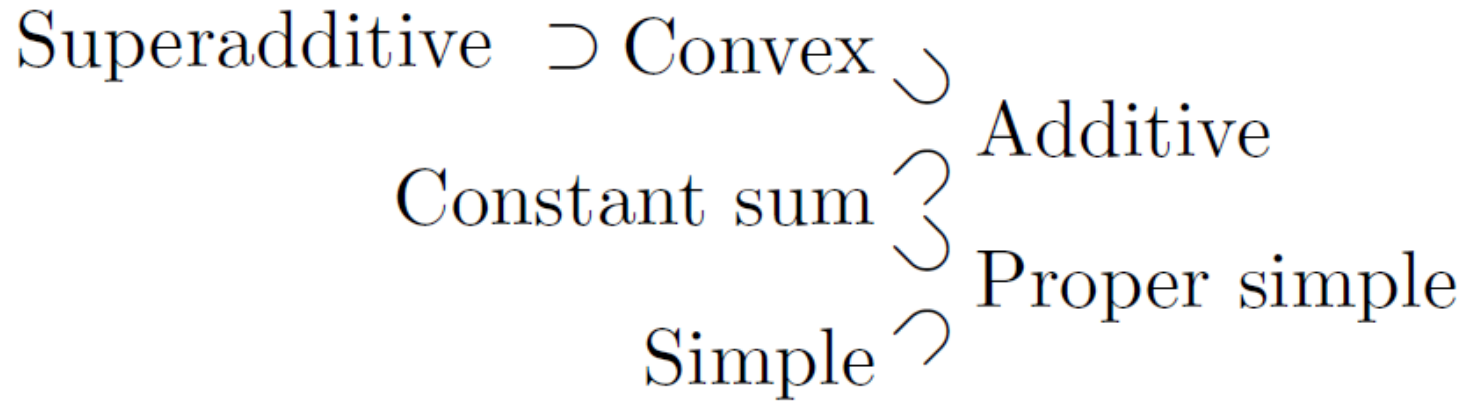 Superadditive ⊃ Convex ⊃
Additive
Constant sum ⊃ ⊃
Proper simple
Simple ⊃